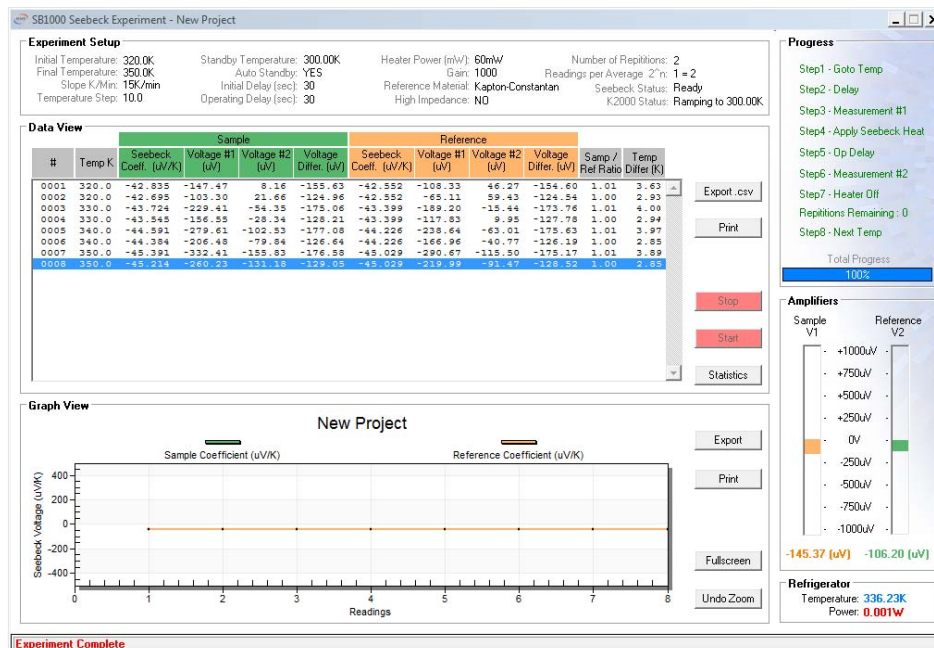 SB1000 Seebeck Experiment - New Project
Experiment Setup
Initial Temperature: 320.0K Standby Temperature: 300.00K Heater Power (mW): 60mW Number of Repititions: 2
Final Temperature: 350.0K Auto Standby: YES Gain: 1000 Readings per Average 2^n: 1 = 2
Slope K/Min: 15K/min Initial Delay (sec): 30 Reference Material: Kapton-Constantan Seebeck Status: Ready
Temperature Step: 10.0 Operating Delay (sec): 30 High Impedance: NO K2000 Status: Ramping to 300.00K
Data View
Sample Reference
# Temp K Seebeck Coeff. (uV/K) Voltage #1 (uV) Voltage #2 (uV) Voltage Differ. (uV) Seebeck Coeff. (uV/K) Voltage #1 (uV) Voltage #2 (uV) Voltage Differ. (uV) Samp / Ref Ratio Temp Differ (K)
0001 320.0 -42.835 -147.47 8.16 -155.63 -42.552 -108.33 46.27 -154.60 1.01 3.63
0002 320.0 -42.695 -103.30 21.66 -124.96 -42.552 -65.11 59.43 -124.54 1.00 2.93
0003 330.0 -43.724 -229.41 -54.35 -175.06 -43.399 -189.20 -15.44 -173.76 1.01 4.00
0004 330.0 -43.545 -156.55 -28.34 -128.21 -43.399 -117.83 9.95 -127.78 1.00 2.94
0005 340.0 -44.591 -279.61 -102.53 -177.08 -44.226 -238.64 -63.01 -175.63 1.01 3.97
0006 340.0 -44.384 -206.48 -79.84 -126.64 -44.226 -166.96 -40.77 -126.19 1.00 2.85
0007 350.0 -45.391 -332.41 -155.83 -176.58 -45.029 -290.67 -115.50 -175.17 1.01 3.89
0008 350.0 -45.214 -260.23 -131.18 -129.05 -45.029 -219.99 -91.47 -128.52 1.00 2.85
Export .csv
Print
Stop
Start
Statistics
Graph View
New Project
Sample Coefficient (uV/K) Reference Coefficient (uV/K)
Seebeck Voltage (uV/K)
400
200
0
-200
-400
0 1 2 3 4 5 6 7 8
Readings
Export
Print
Fullscreen
Undo Zoom
Progress
Step1 - Goto Temp
Step2 - Delay
Step3 - Measurement #1
Step4 - Apply Seebeck Heat
Step5 - Op Delay
Step6 - Measurement #2
Step7 - Heater Off
Repititions Remaining : 0
Step8 - Next Temp
Total Progress
100%
Amplifiers
Sample V1 Reference V2
+1000uV
+750uV
+500uV
+250uV
0V
-250uV
-500uV
-750uV
-1000uV
-145.37 (uV) -106.20 (uV)
Refrigerator
Temperature: 336.23K
Power: 0.001W
Experiment Complete